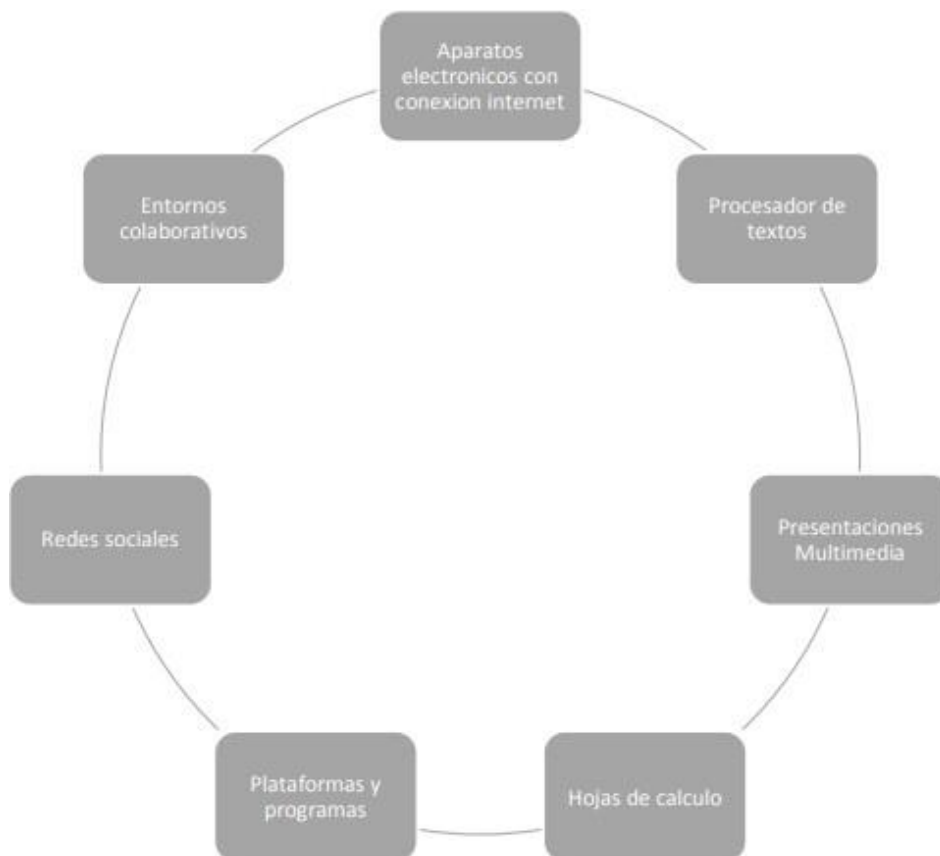 Aparatos
electronicos con
conexion internet
Procesador de
textos
Presentaciones
Multimedia
Hojas de calculo
Plataformas y
programas
Redes sociales
Entornos
colaborativos